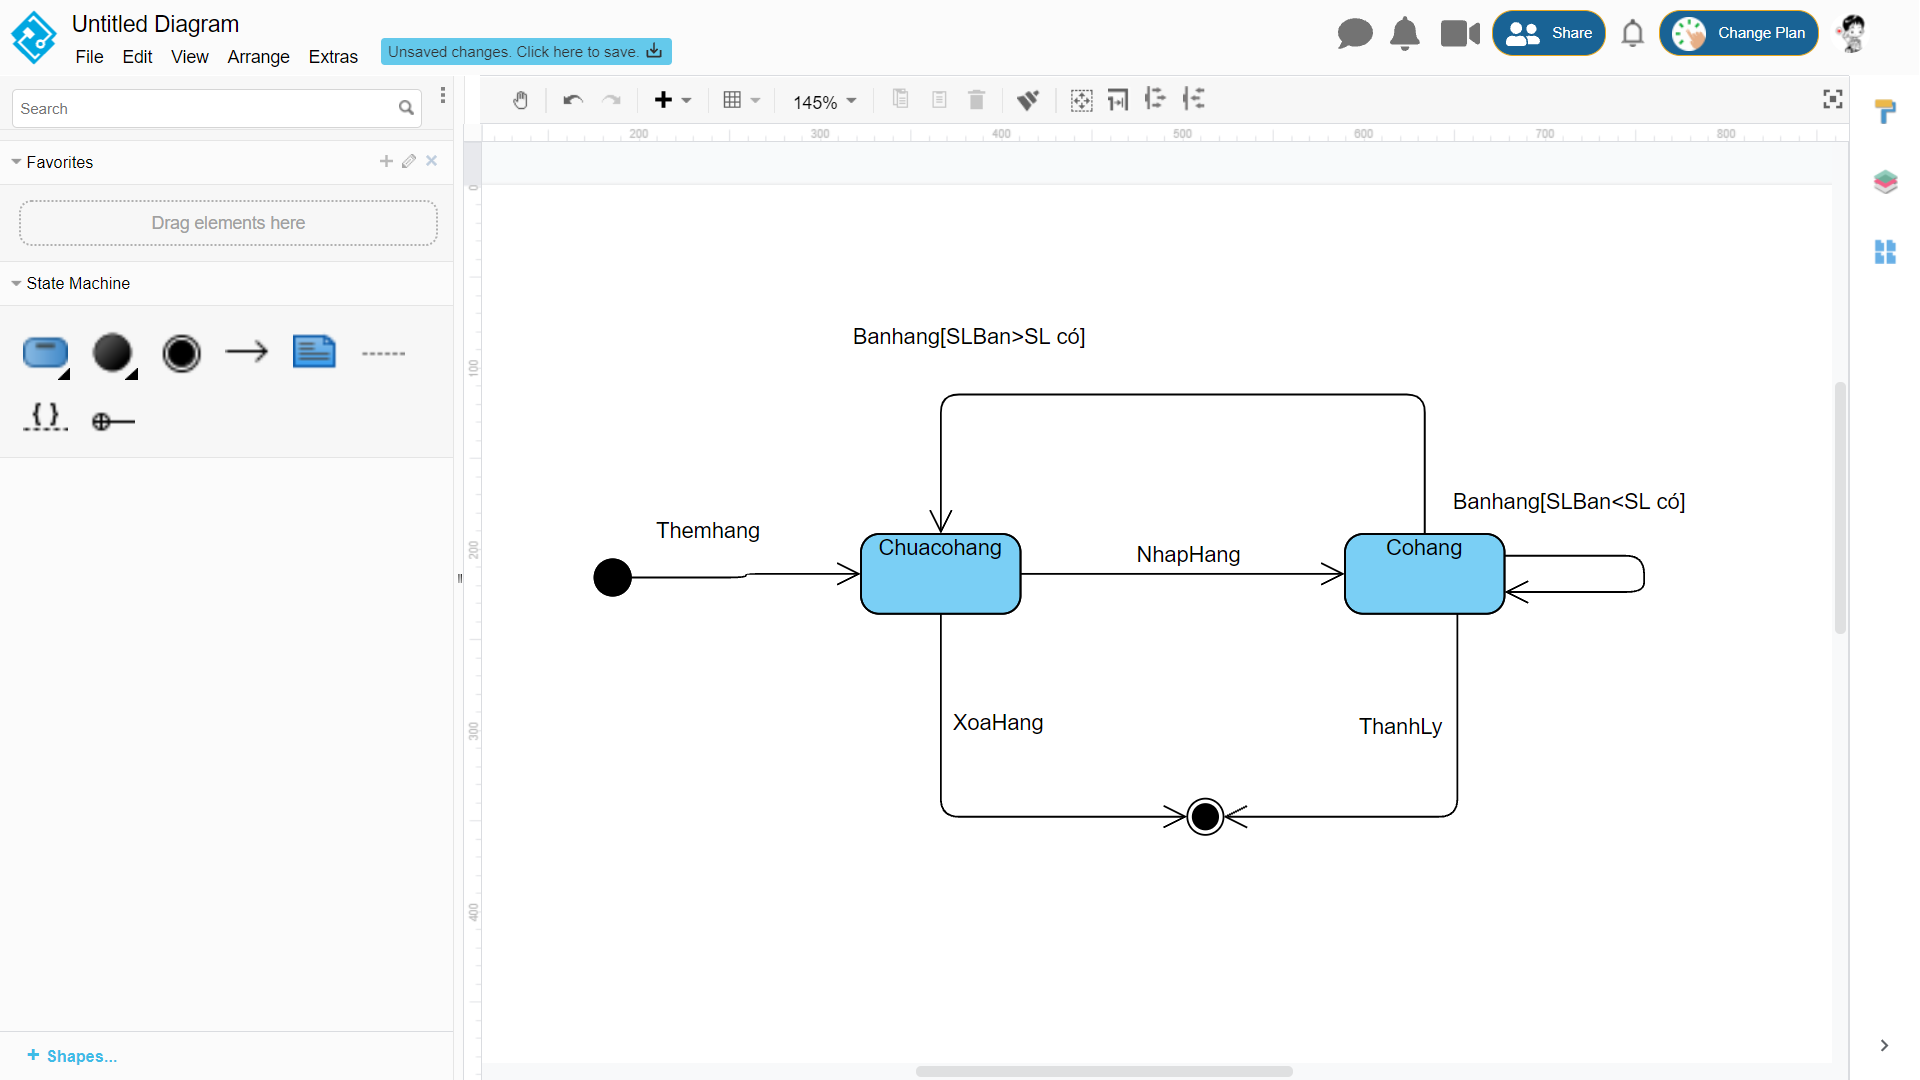 Untitled Diagram
File Edit View Arrange Extras
Unsaved changes. Click here to save.
Share
Change Plan
Search
145%
200 300 400 500 600 700 800
Favorites
Drag elements here
State Machine
0
100
200
300
400
Banhang[SLBan>SL có]
Banhang[SLBan<SL có]
Themhang
Chuacohang
NhapHang
Cohang
XoaHang
ThanhLy
Shapes...